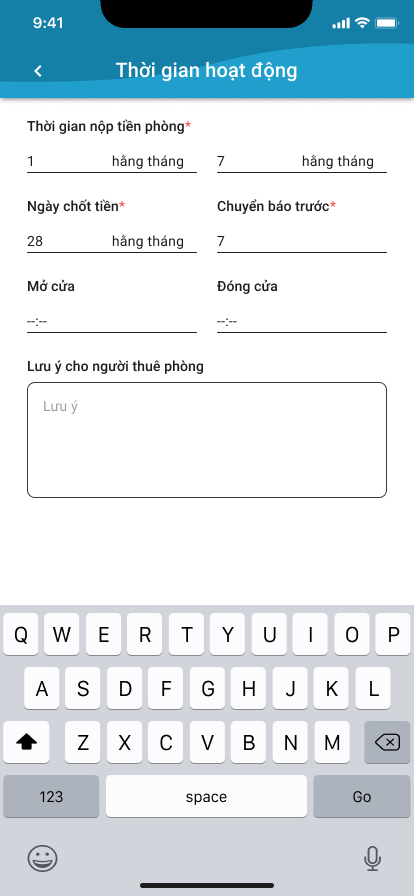 9:41
Thời gian hoạt động
Thời gian nộp tiền phòng*
1 hằng tháng 7 hằng tháng
Ngày chốt tiền* Chuyển báo trước*
28 hằng tháng 7
Mở cửa Đóng cửa
--:-- --:--
Lưu ý cho người thuê phòng
Lưu ý
Q W E R T Y U I O P
A S D F G H J K L
Z X C V B N M
123 space Go